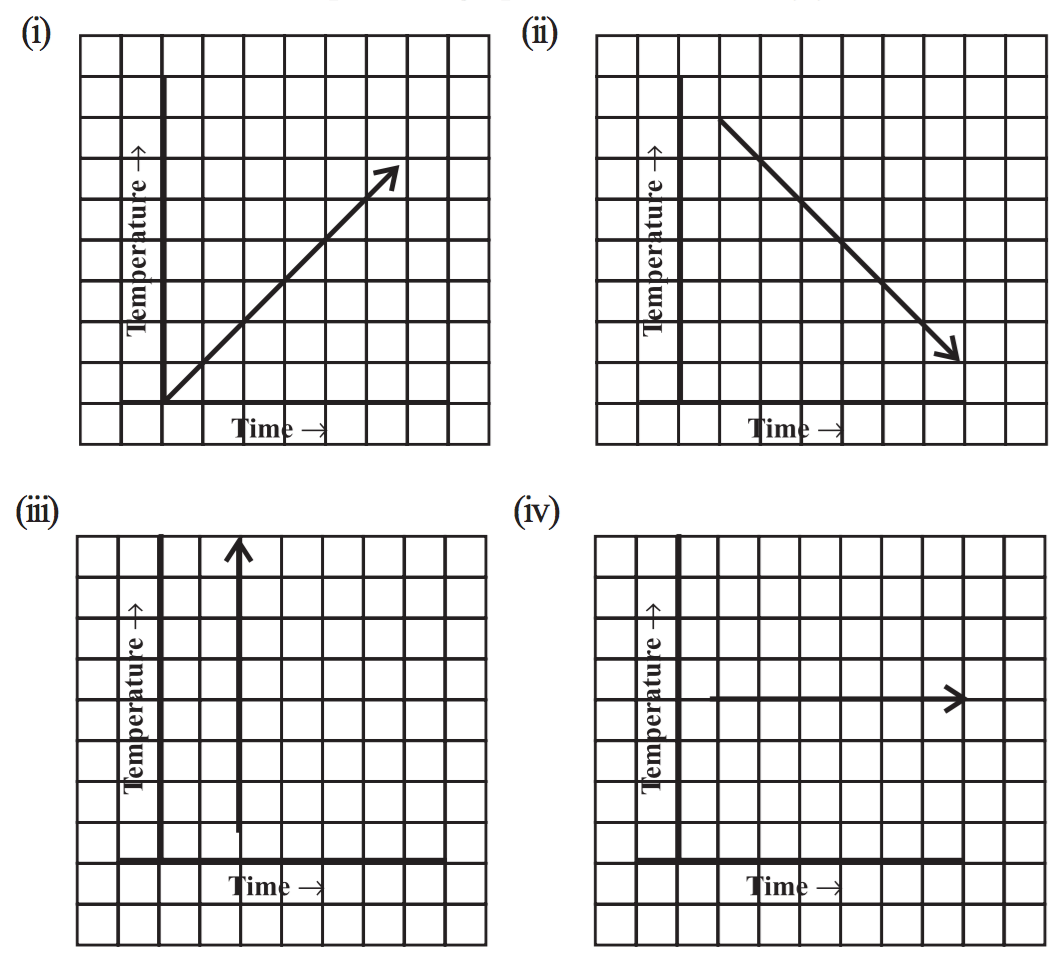 (i)
Temperature →
Time →
(ii)
Temperature →
Time →
(iii)
Temperature →
Time →
(iv)
Temperature →
Time →